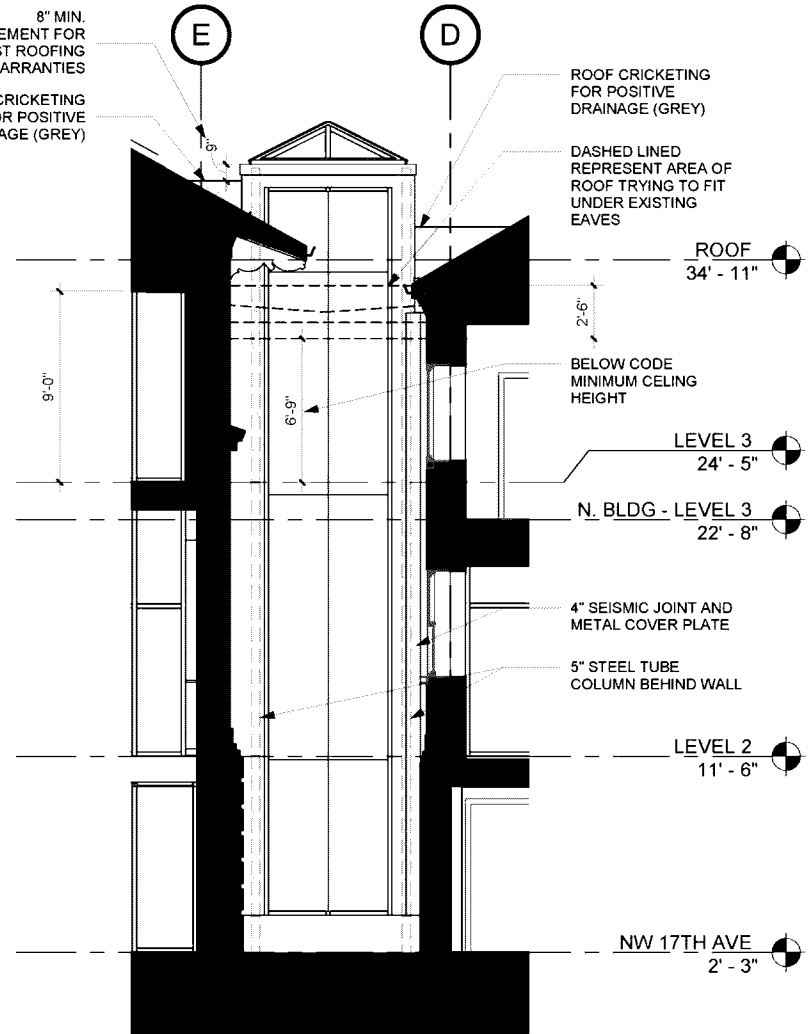 8" MIN.
EMENT FOR
ST ROOFING
ARRANTIES
CRICKETING
OR POSITIVE
AGE (GREY)
E
D
ROOF CRICKETING
FOR POSITIVE
DRAINAGE (GREY)
DASHED LINED
REPRESENT AREA OF
ROOF TRYING TO FIT
UNDER EXISTING
EAVES
ROOF
34' - 11"
2'-6"
9'-0"
6'-9"
BELOW CODE
MINIMUM CELING
HEIGHT
LEVEL 3
24' - 5"
N. BLDG - LEVEL 3
22' - 8"
4" SEISMIC JOINT AND
METAL COVER PLATE
5" STEEL TUBE
COLUMN BEHIND WALL
LEVEL 2
11' - 6"
NW 17TH AVE
2' - 3"